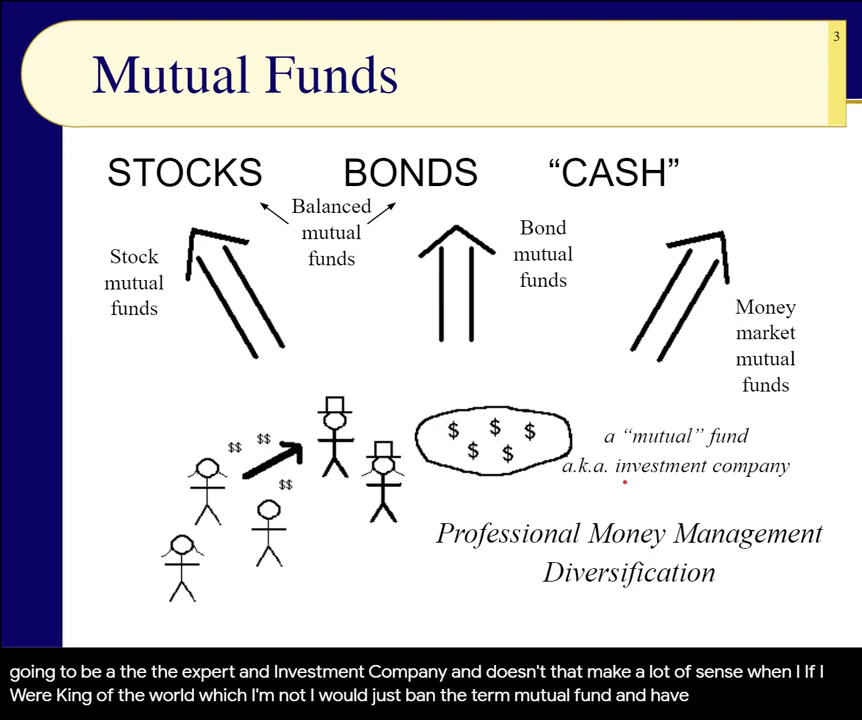 3
Mutual Funds
STOCKS BONDS “CASH”
Balanced
mutual
funds
Stock
mutual
funds
Bond
mutual
funds
Money
market
mutual
funds
$$ $$
$$
$ $ $
$ $
a “mutual” fund
a.k.a. investment company
Professional Money Management
Diversification
going to be a the the expert and Investment Company and doesn't that make a lot of sense when I If I
Were King of the world which I'm not I would just ban the term mutual fund and have